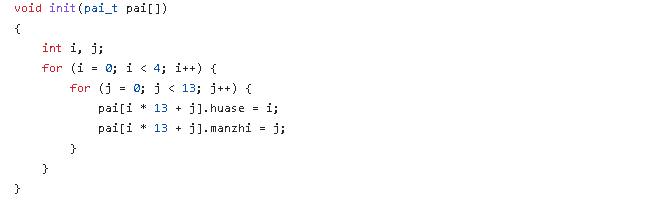 void init(pai_t pai[])
{
    int i, j;
    for (i = 0; i < 4; i++) {
        for (j = 0; j < 13; j++) {
            pai[i * 13 + j].huase = i;
            pai[i * 13 + j].manzhi = j;
        }
    }
}